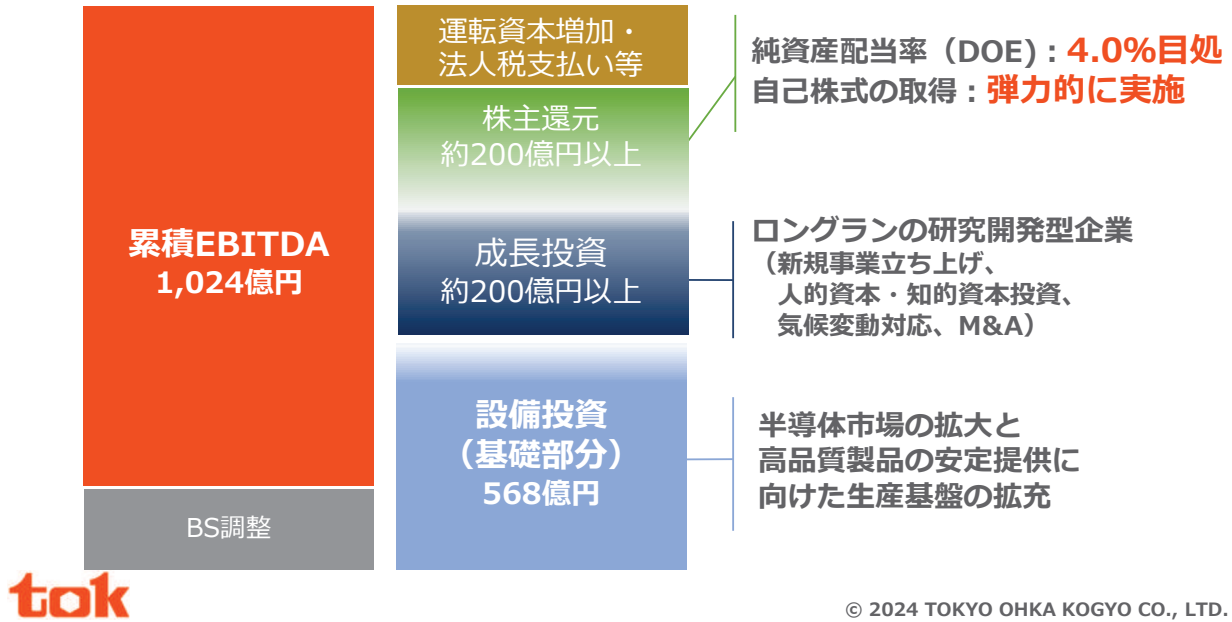 累積EBITDA
1,024億円
BS調整
運転資本増加・
法人税支払い等
株主還元
約200億円以上
成長投資
約200億円以上
設備投資
（基礎部分）
568億円
純資産配当率（DOE）：4.0%目処
自己株式の取得：弾力的に実施
ロングランの研究開発型企業
（新規事業立ち上げ、
人的資本・知的資本投資、
気候変動対応、M&A）
半導体市場の拡大と
高品質製品の安定提供に
向けた生産基盤の拡充
tok
© 2024 TOKYO OHKA KOGYO CO., LTD.